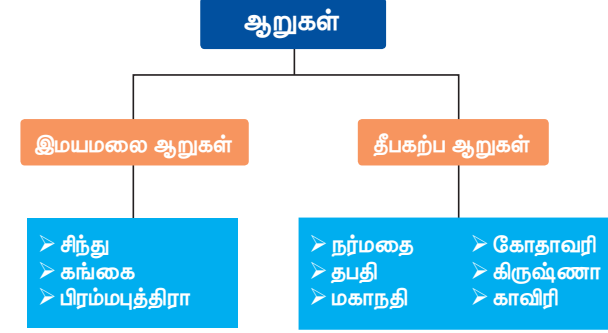 ஆறுகள்
இமயமலை ஆறுகள்
தீபகற்ப ஆறுகள்
➢ சிந்து
➢ கங்கை
➢ பிரம்மபுத்திரா
➢ நர்மதை
➢ தபதி
➢ மகாநதி
➢ கோதாவரி
➢ கிருஷ்ணா
➢ காவிரி